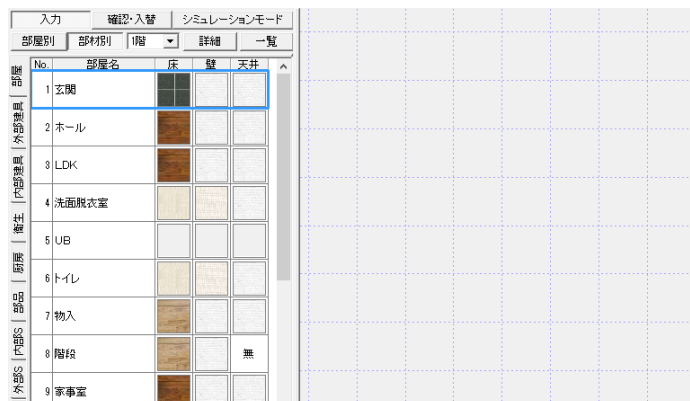 入力 確認・入替 シミュレーションモード
部屋別 部材別 1階 詳細 一覧
部屋
外部建具
内部建具
衛生
厨房
部品
内部S
外部S
No. 部屋名 床 壁 天井
1 玄関
2 ホール
3 LDK
4 洗面脱衣室
5 UB
6 トイレ
7 物入
8 階段 無
9 家事室